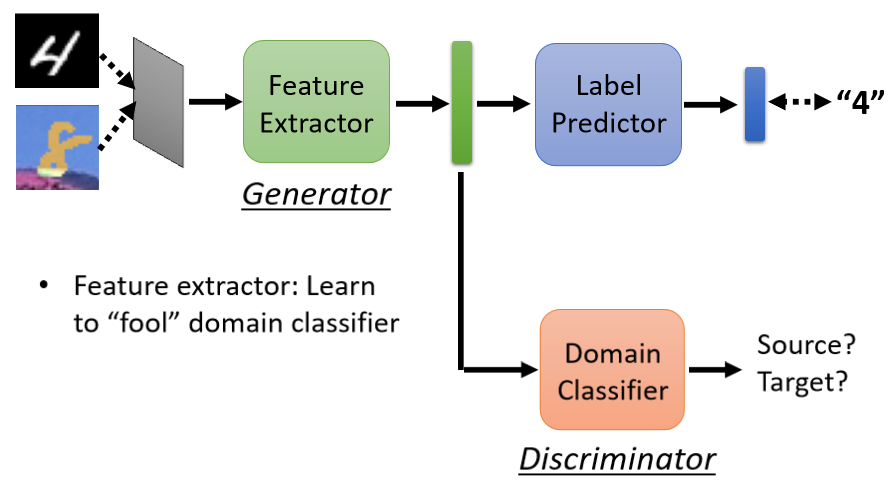 Feature
Extractor
Label
Predictor
“4”
Generator
• Feature extractor: Learn
to “fool” domain classifier
Domain
Classifier
Source?
Target?
Discriminator